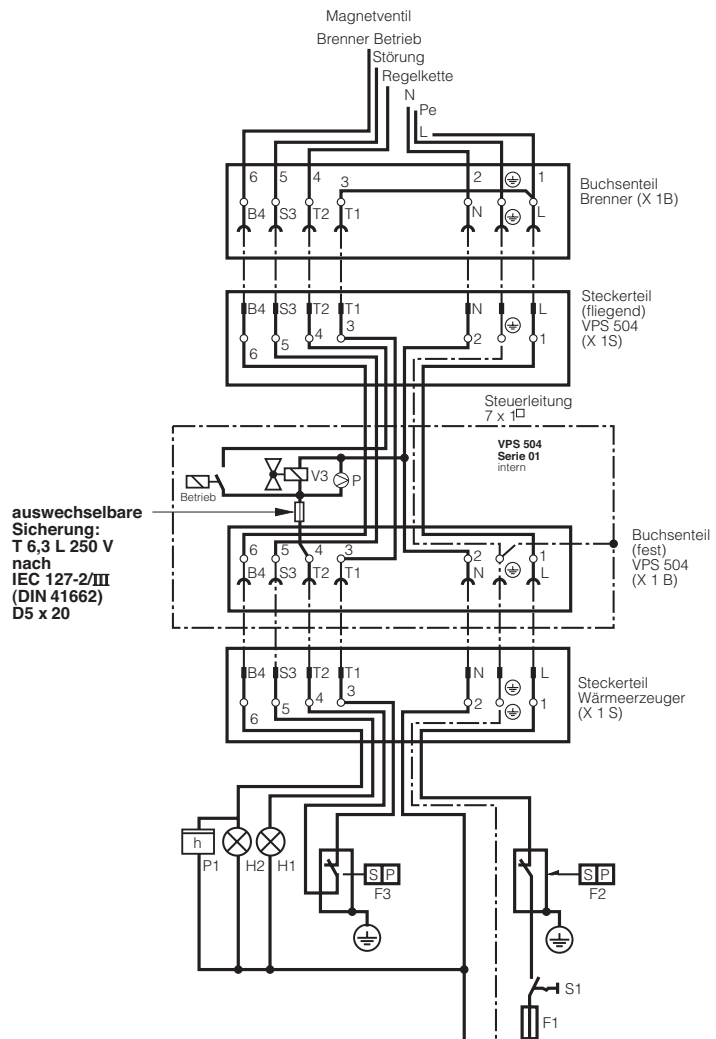 Magnetventil
Brenner Betrieb
Störung
Regelkette
N
Pe
L
6 5 4 3 2 1
B4 S3 T2 T1 N L
Buchsenteil
Brenner (X 1B)
B4 S3 T2 T1 N L
6 5 4 3 2 1
Steckerteil
(fliegend)
VPS 504
(X 1S)
Steuerleitung
7 x 1□
VPS 504
Serie 01
intern
Betrieb
V3
P
auswechselbare
Sicherung:
T 6,3 L 250 V
nach
IEC 127-2/III
(DIN 41662)
D5 x 20
6 5 4 3 2 1
B4 S3 T2 T1 N L
Buchsenteil
(fest)
VPS 504
(X 1 B)
B4 S3 T2 T1 N L
6 5 4 3 2 1
Steckerteil
Wärmeerzeuger
(X 1 S)
h
P1 H2 H1
S P
F3
S P
F2
S1
F1